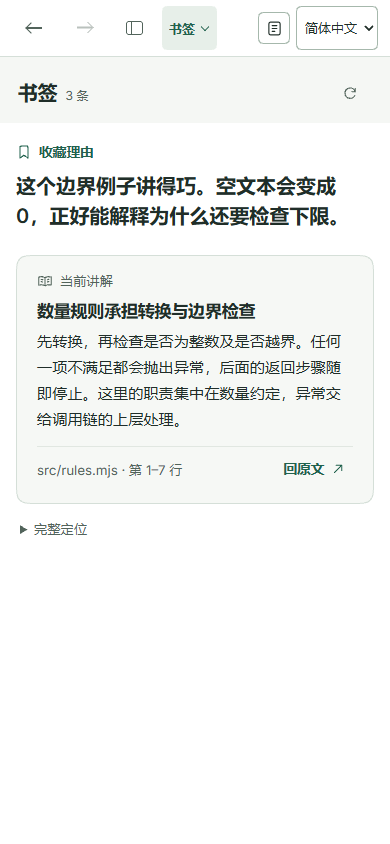 书签
简体中文
书签 3 条
收藏理由
这个边界例子讲得巧。空文本会变成
0，正好能解释为什么还要检查下限。
当前讲解
数量规则承担转换与边界检查
先转换，再检查是否为整数及是否越界。任何
一项不满足都会抛出异常，后面的返回步骤随
即停止。这里的职责集中在数量约定，异常交
给调用链的上层处理。
src/rules.mjs · 第 1–7 行 回原文
完整定位